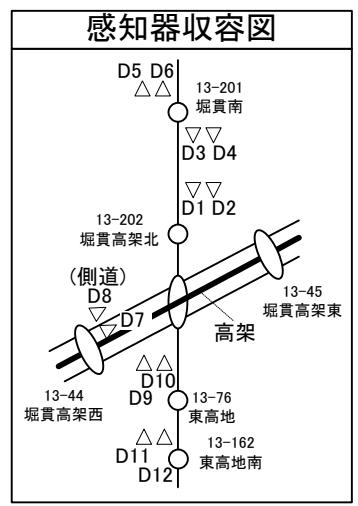 感知器収容図
D5 D6
13-201
堀貫南
D3 D4
D1 D2
13-202
堀貫高架北
(側道)
D8
D7
13-45
堀貫高架東
高架
D10
D9
13-44
堀貫高架西
13-76
東高地
D11
D12
13-162
東高地南